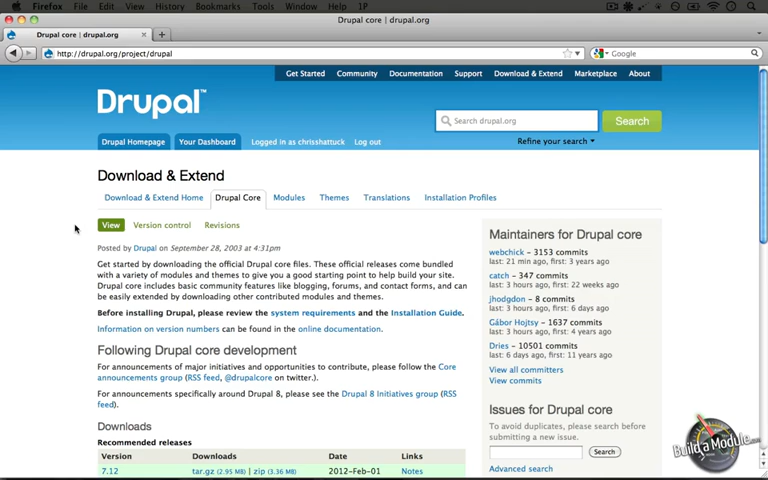 Firefox File Edit View History Bookmarks Tools Window Help 1P
Drupal core | drupal.org
Drupal core | drupal.org
http://drupal.org/project/drupal
Google
Get Started Community Documentation Support Download & Extend Marketplace About
Drupal™
Search drupal.org
Search
Refine your search
Drupal Homepage Your Dashboard Logged in as chrisshattuck Log out
Download & Extend
Download & Extend Home Drupal Core Modules Themes Translations Installation Profiles
View Version control Revisions
Posted by Drupal on September 28, 2003 at 4:31pm
Get started by downloading the official Drupal core files. These official releases come bundled
with a variety of modules and themes to give you a good starting point to help build your site.
Drupal core includes basic community features like blogging, forums, and contact forms, and can
be easily extended by downloading other contributed modules and themes.
Before installing Drupal, please review the system requirements and the Installation Guide.
Information on version numbers can be found in the online documentation.
Following Drupal core development
For announcements of major initiatives and opportunities to contribute, please follow the Core
announcements group (RSS feed, @drupalcore on twitter.).
For announcements specifically around Drupal 8, please see the Drupal 8 Initiatives group (RSS
feed).
Downloads
Recommended releases
Version Downloads Date Links
7.12 tar.gz (2.95 MB) | zip (3.36 MB) 2012-Feb-01 Notes
Maintainers for Drupal core
webchick - 3153 commits
last: 21 min ago, first: 3 years ago
catch - 347 commits
last: 3 hours ago, first: 22 weeks ago
jhodgdon - 8 commits
last: 3 hours ago, first: 6 days ago
Gábor Hojtsy - 1637 commits
last: 3 hours ago, first: 4 years ago
Dries - 10501 commits
last: 6 days ago, first: 11 years ago
View all committers
View commits
Issues for Drupal core
To avoid duplicates, please search before
submitting a new issue.
Search
Advanced search
Build a Module.com